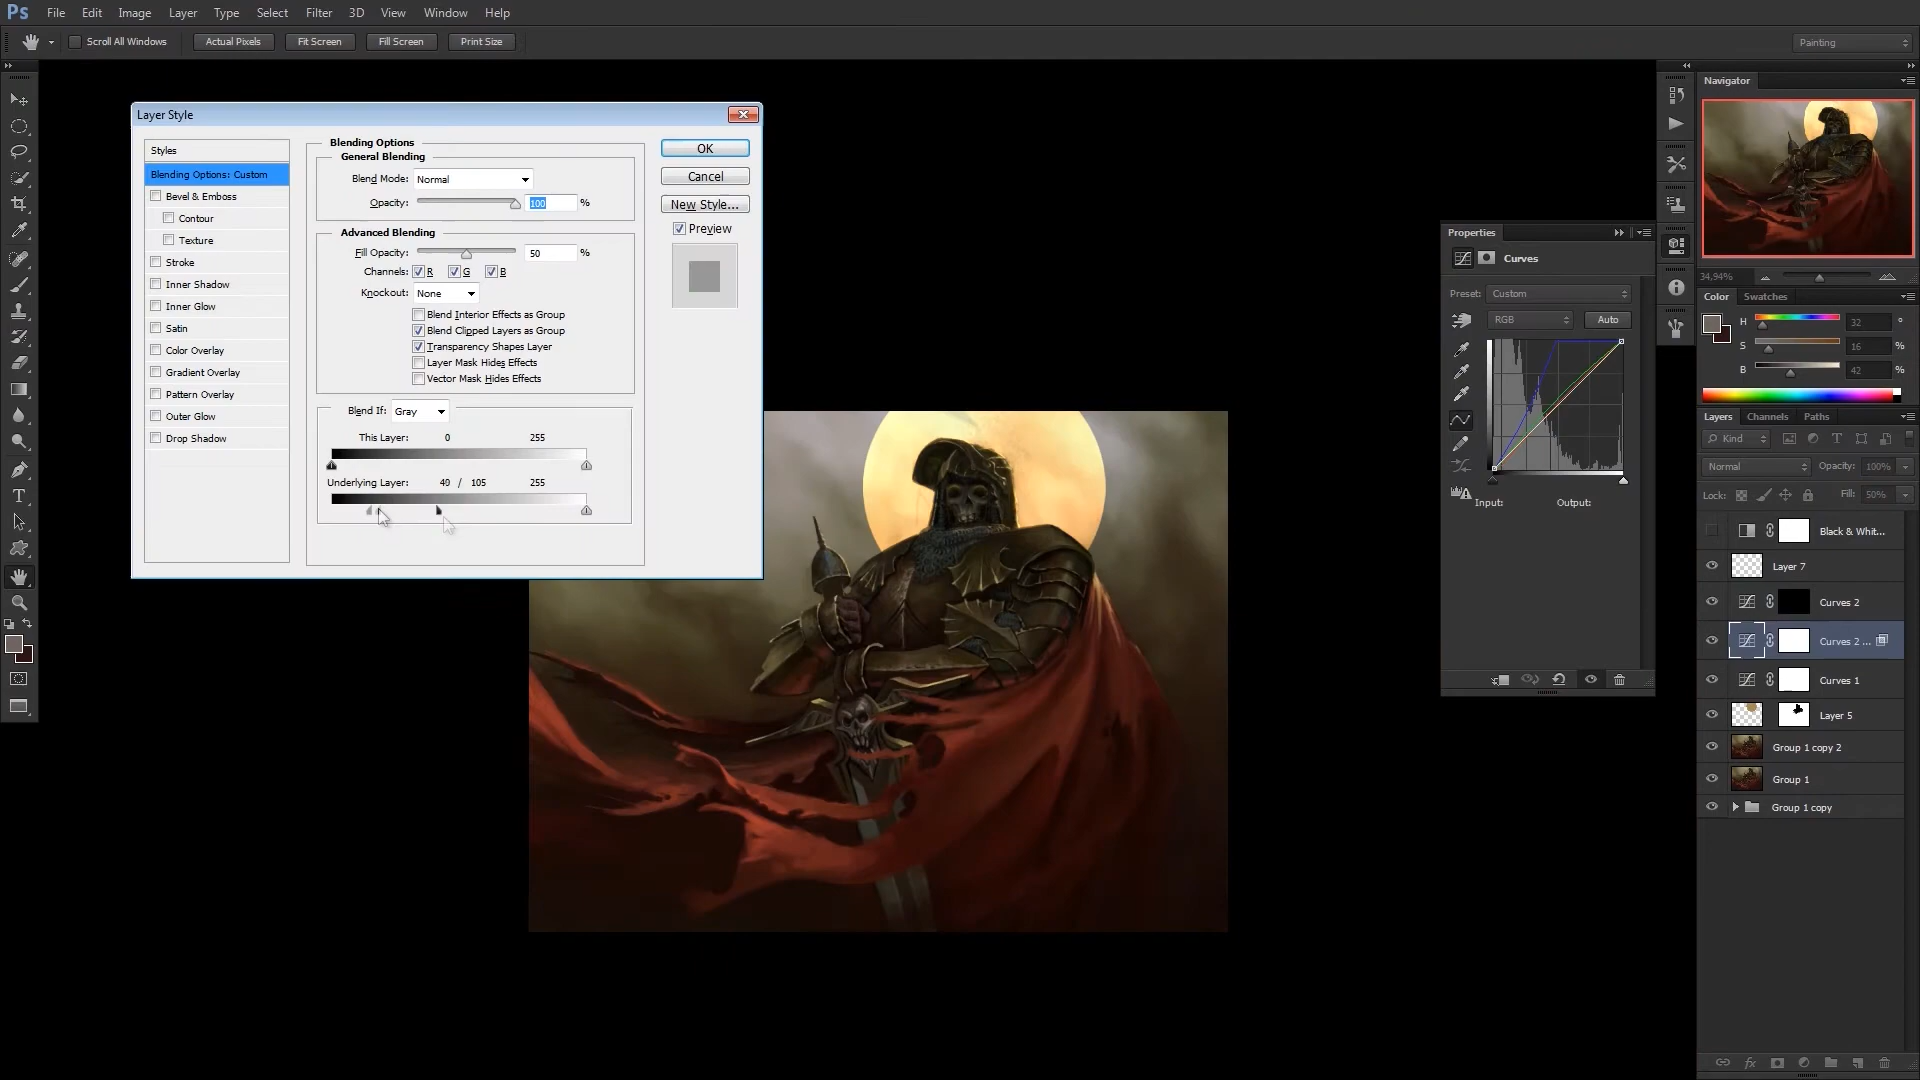 Ps File Edit Image Layer Type Select Filter 3D View Window Help
Scroll All Windows Actual Pixels Fit Screen Fill Screen Print Size Painting
Layer Style
Styles
Blending Options: Custom
Bevel & Emboss
Contour
Texture
Stroke
Inner Shadow
Inner Glow
Satin
Color Overlay
Gradient Overlay
Pattern Overlay
Outer Glow
Drop Shadow
Blending Options
General Blending
Blend Mode: Normal
Opacity: 100 %
Advanced Blending
Fill Opacity: 50 %
Channels: R G B
Knockout: None
Blend Interior Effects as Group
Blend Clipped Layers as Group
Transparency Shapes Layer
Layer Mask Hides Effects
Vector Mask Hides Effects
Blend If: Gray
This Layer: 0 255
Underlying Layer: 40 / 105 255
OK
Cancel
New Style...
Preview
Properties
Curves
Preset: Custom
RGB Auto
Input: Output:
Navigator
34,94%
Color Swatches
H 32 °
S 16 %
B 42 %
Layers Channels Paths
Kind
Normal Opacity: 100%
Lock: Fill: 50%
Black & Whit...
Layer 7
Curves 2
Curves 2 ...
Curves 1
Layer 5
Group 1 copy 2
Group 1
Group 1 copy